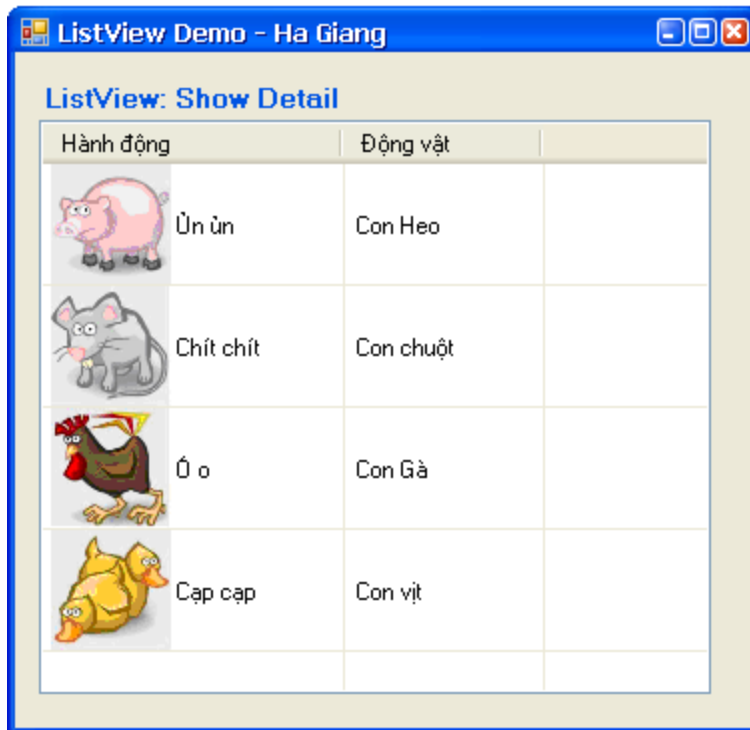 ListView Demo - Ha Giang
ListView: Show Detail
Hành động Động vật
Ủn ủn Con Heo
Chít chít Con chuột
Ó o Con Gà
Cạp cạp Con vịt